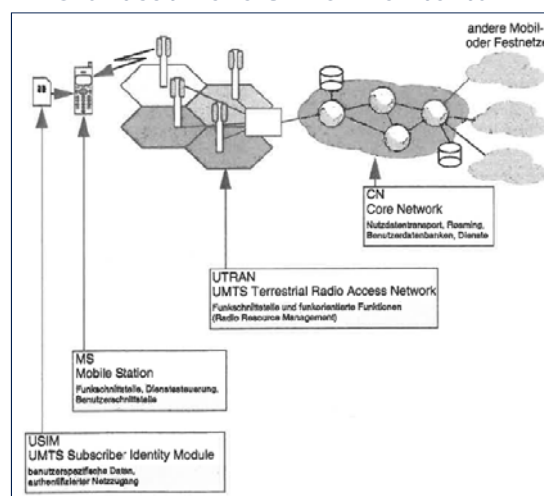 andere Mobil-
oder Festnetze
CN
Core Network
Nutzdatentransport, Roaming,
Benutzerdatenbanken, Dienste
UTRAN
UMTS Terrestrial Radio Access Network
Funkschnittstelle und funkorientierte Funktionen
(Radio Resource Management)
MS
Mobile Station
Funkschnittstelle, Dienstesteuerung,
Benutzerschnittstelle
USIM
UMTS Subscriber Identity Module
benutzerspezifische Daten,
authentifizierter Netzzugang